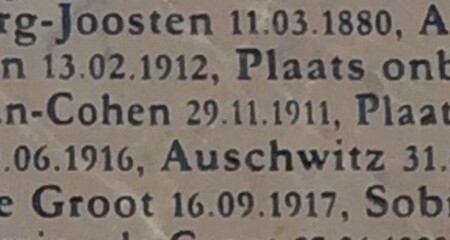 rg-Joosten 11.03.1880, A
n 13.02.1912, Plaats onb
n-Cohen 29.11.1911, Plaat
.06.1916, Auschwitz 31.
e Groot 16.09.1917, Sob